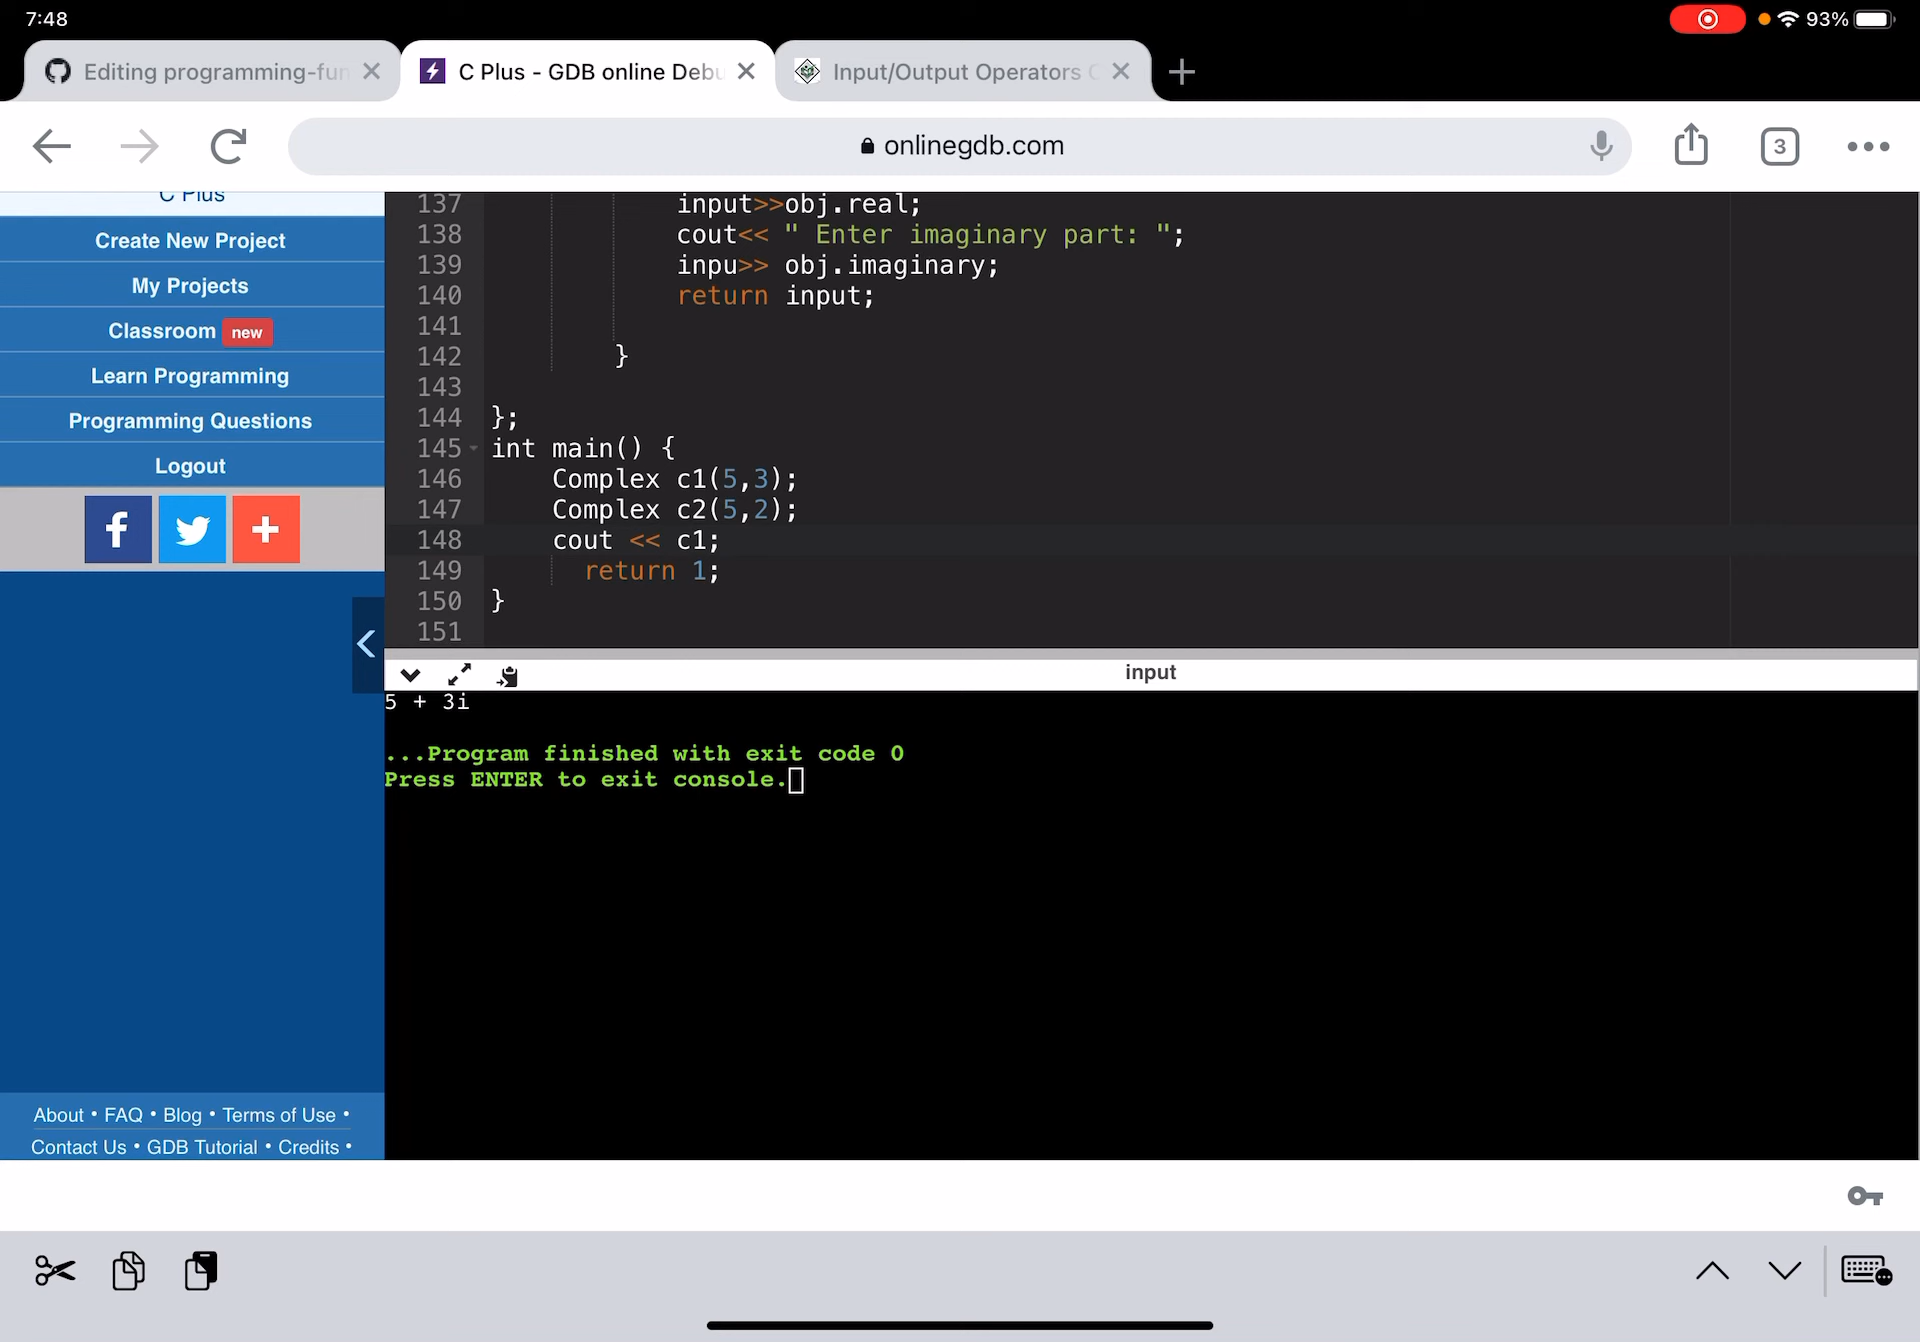 7:48
93%
Editing programming-fun
C Plus - GDB online Debu
Input/Output Operators C
onlinegdb.com
3
C Plus
Create New Project
My Projects
Classroom new
Learn Programming
Programming Questions
Logout
About • FAQ • Blog • Terms of Use •
Contact Us • GDB Tutorial • Credits •
137 input>>obj.real;
138 cout<< " Enter imaginary part: ";
139 inpu>> obj.imaginary;
140 return input;
141
142 }
143
144 };
145 int main() {
146 Complex c1(5,3);
147 Complex c2(5,2);
148 cout << c1;
149 return 1;
150 }
151
input
5 + 3i
...Program finished with exit code 0
Press ENTER to exit console.